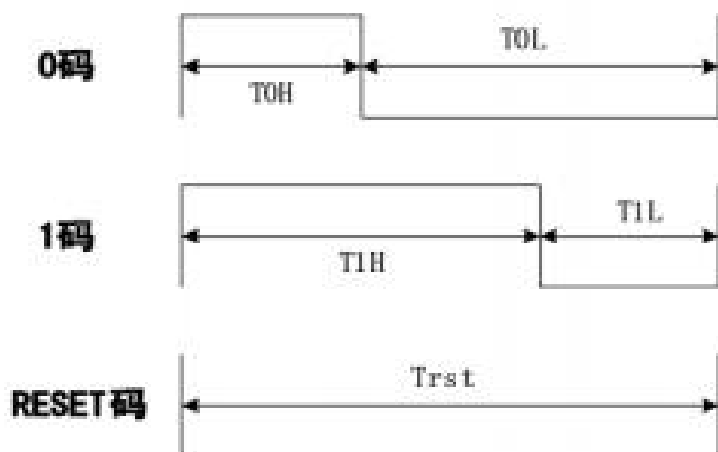 0码
T0H
T0L
1码
T1H
T1L
RESET码
Trst